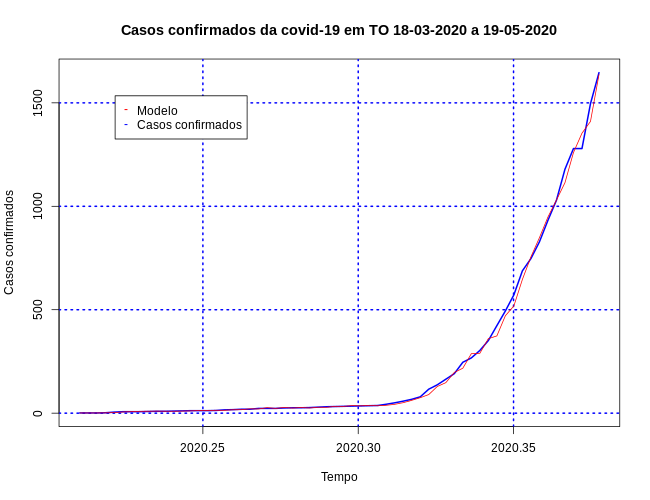 Casos confirmados da covid-19 em TO 18-03-2020 a 19-05-2020
Casos confirmados
1500
1000
500
0
- Modelo
- Casos confirmados
2020.25
2020.30
2020.35
Tempo